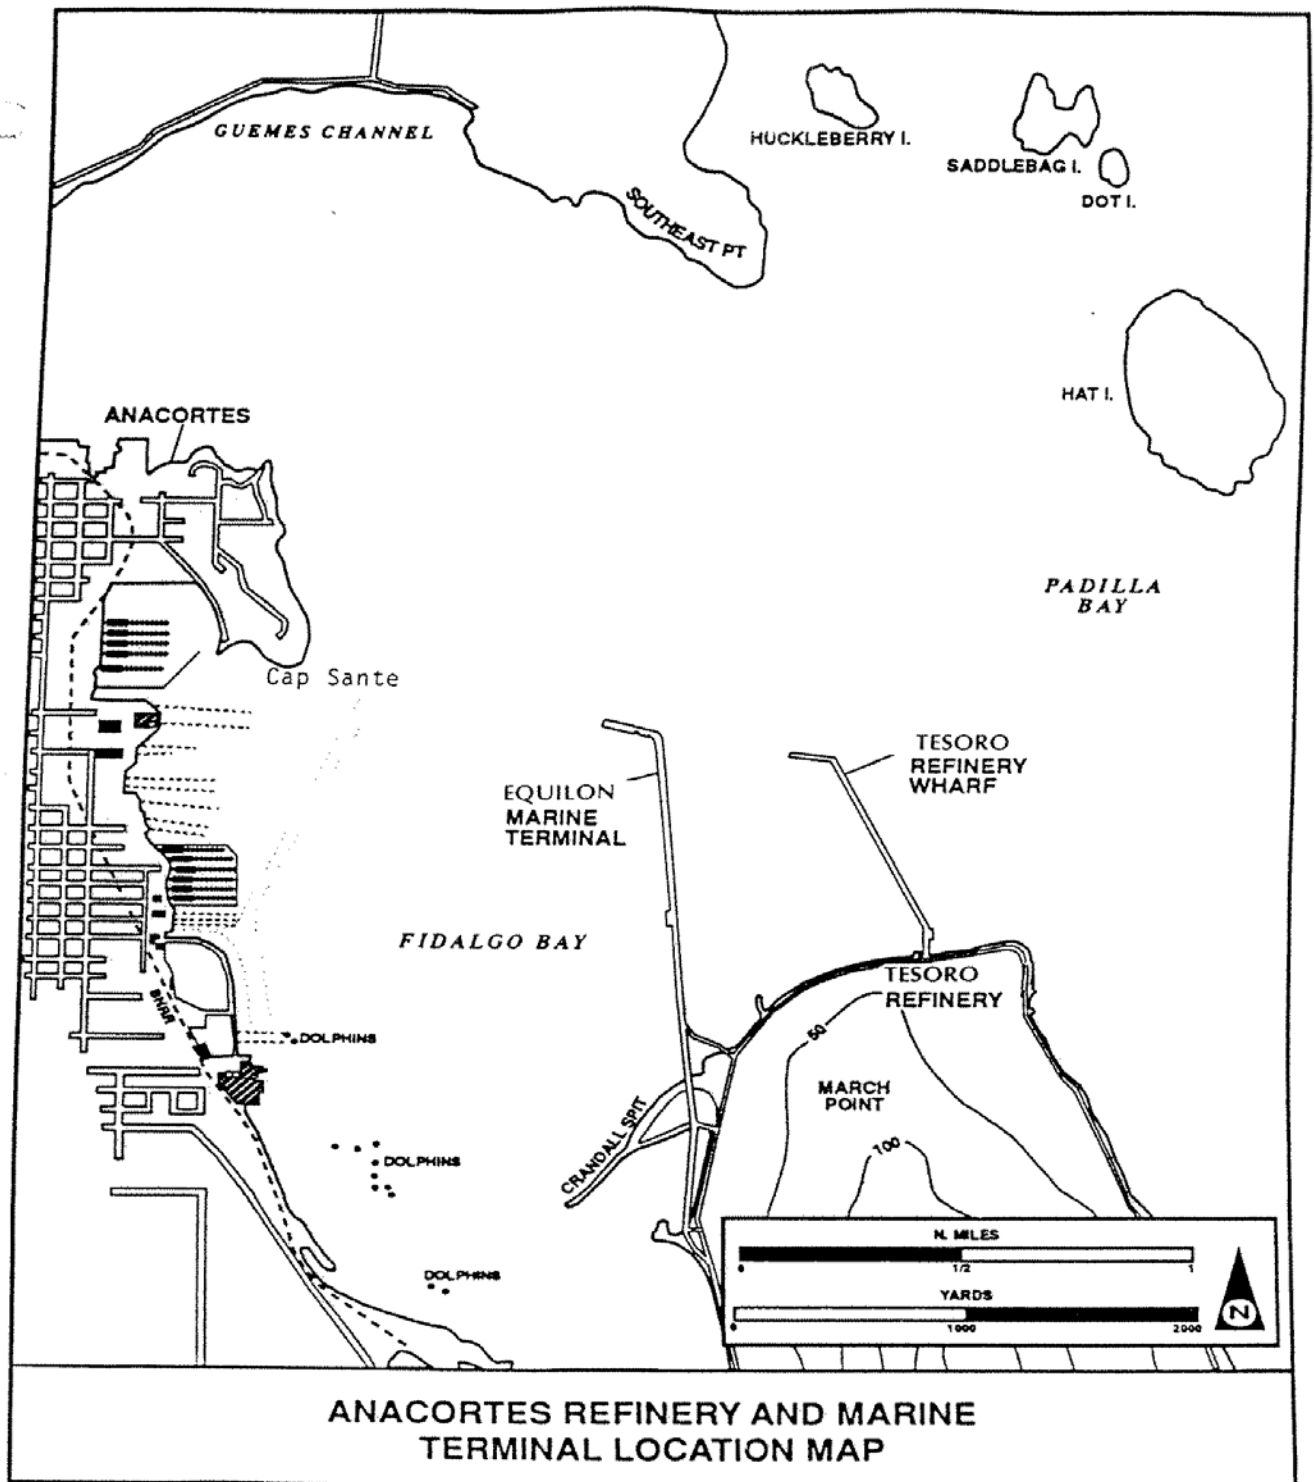 GUEMES CHANNEL
HUCKLEBERRY I.
SADDLEBAG I.
DOT I.
SOUTHEAST PT
HAT I.
ANACORTES
PADILLA
BAY
Cap Sante
TESORO
REFINERY
WHARF
EQUILON
MARINE
TERMINAL
FIDALGO BAY
TESORO
REFINERY
BNRR
50
DOLPHINS
MARCH
POINT
CRANDALL SPIT
100
DOLPHINS
DOLPHINS
N. MILES
0 1/2 1
YARDS
0 1000 2000
N
ANACORTES REFINERY AND MARINE
TERMINAL LOCATION MAP